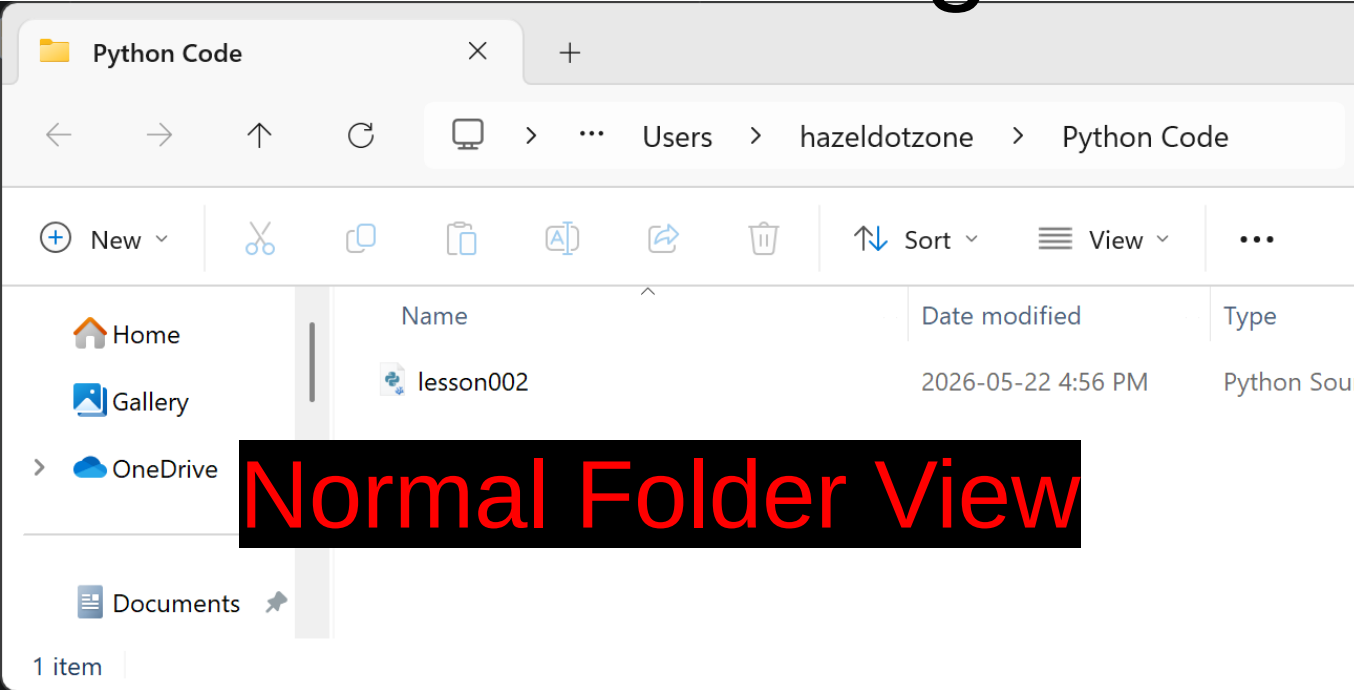 Python Code
Users hazeldotzone Python Code
New Sort View
Name Date modified Type
Home
lesson002 2026-05-22 4:56 PM Python Sou
Gallery
OneDrive
Normal Folder View
Documents
1 item